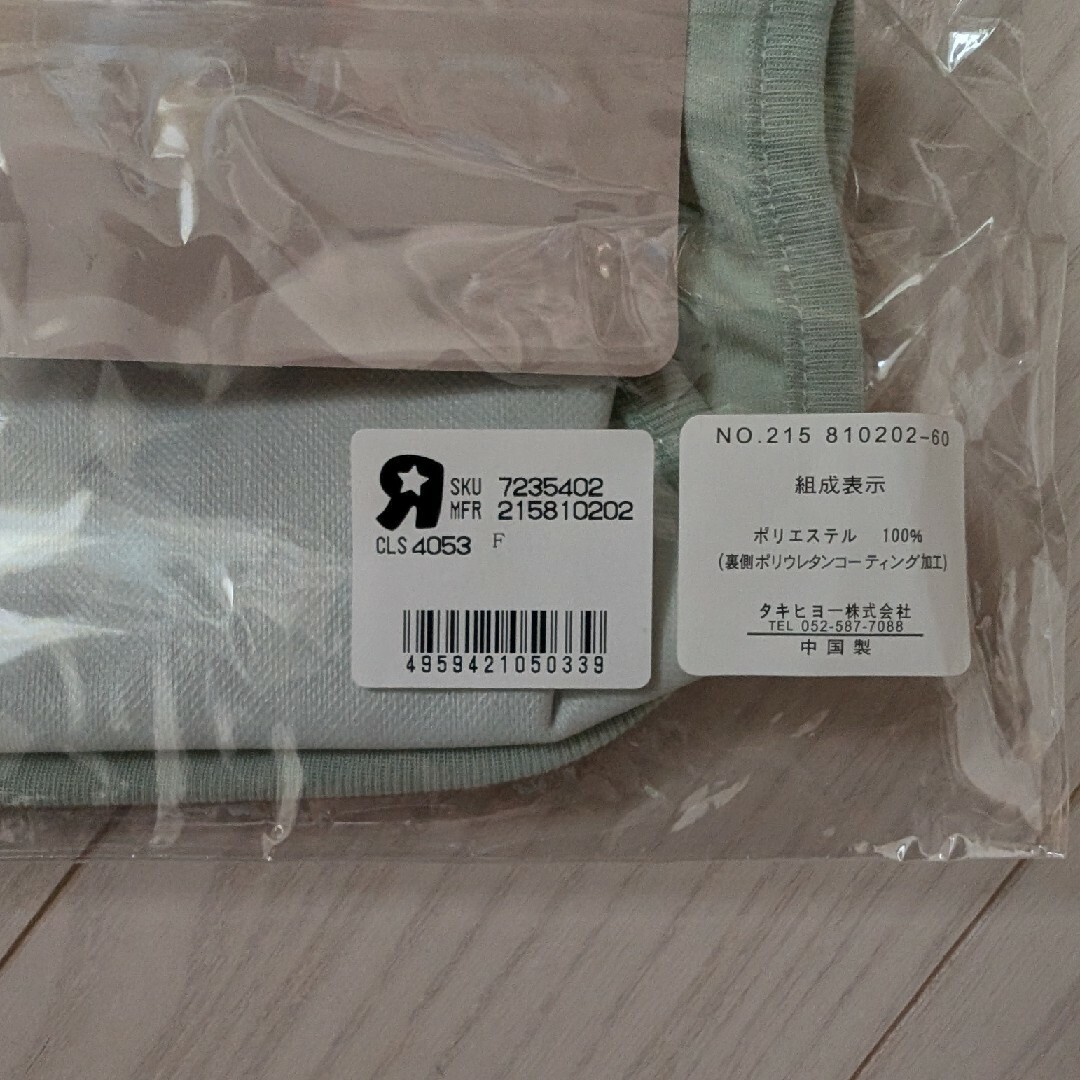 SKU 7235402
MFR 215810202
CLS 4053 F
4959421050339
NO.215 810202-60
組成表示
ポリエステル 100%
(裏側ポリウレタンコーティング加工)
タキヒヨー株式会社
TEL 052-587-7088
中国製